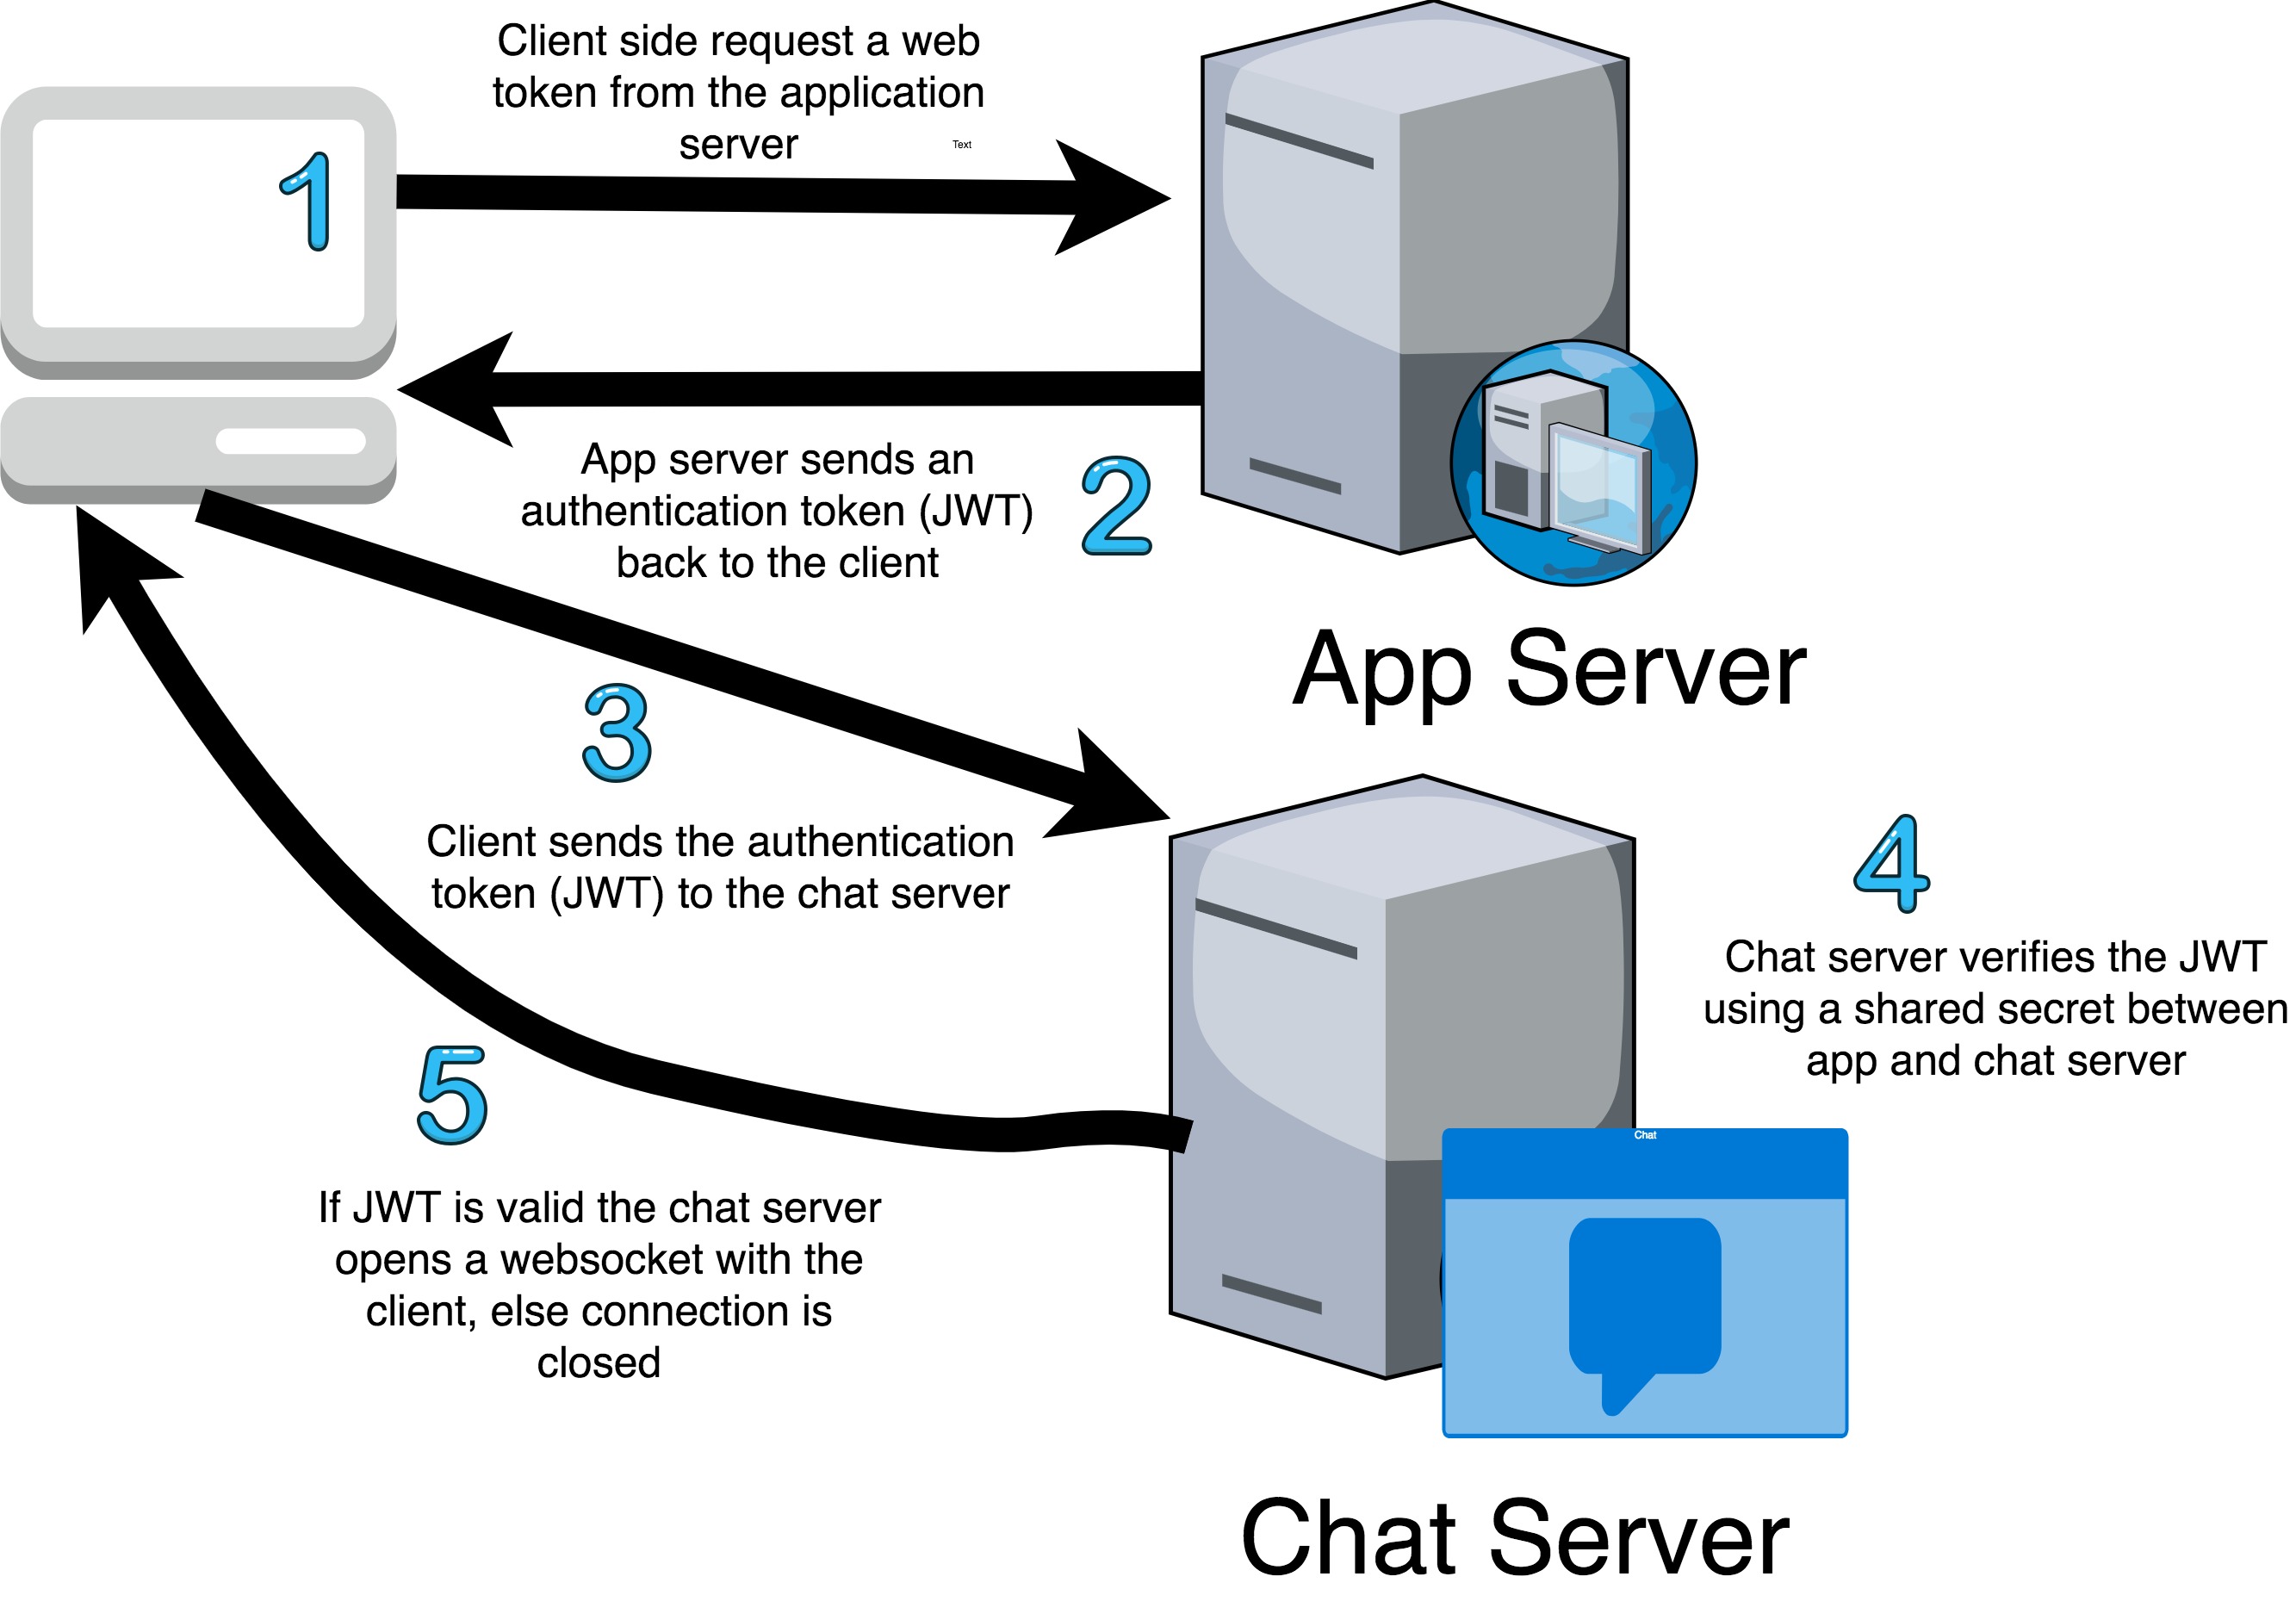 1
Client side request a web
token from the application
server
Text
App server sends an
authentication token (JWT)
back to the client
2
App Server
3
Client sends the authentication
token (JWT) to the chat server
4
Chat server verifies the JWT
using a shared secret between
app and chat server
5
If JWT is valid the chat server
opens a websocket with the
client, else connection is
closed
Chat
Chat Server